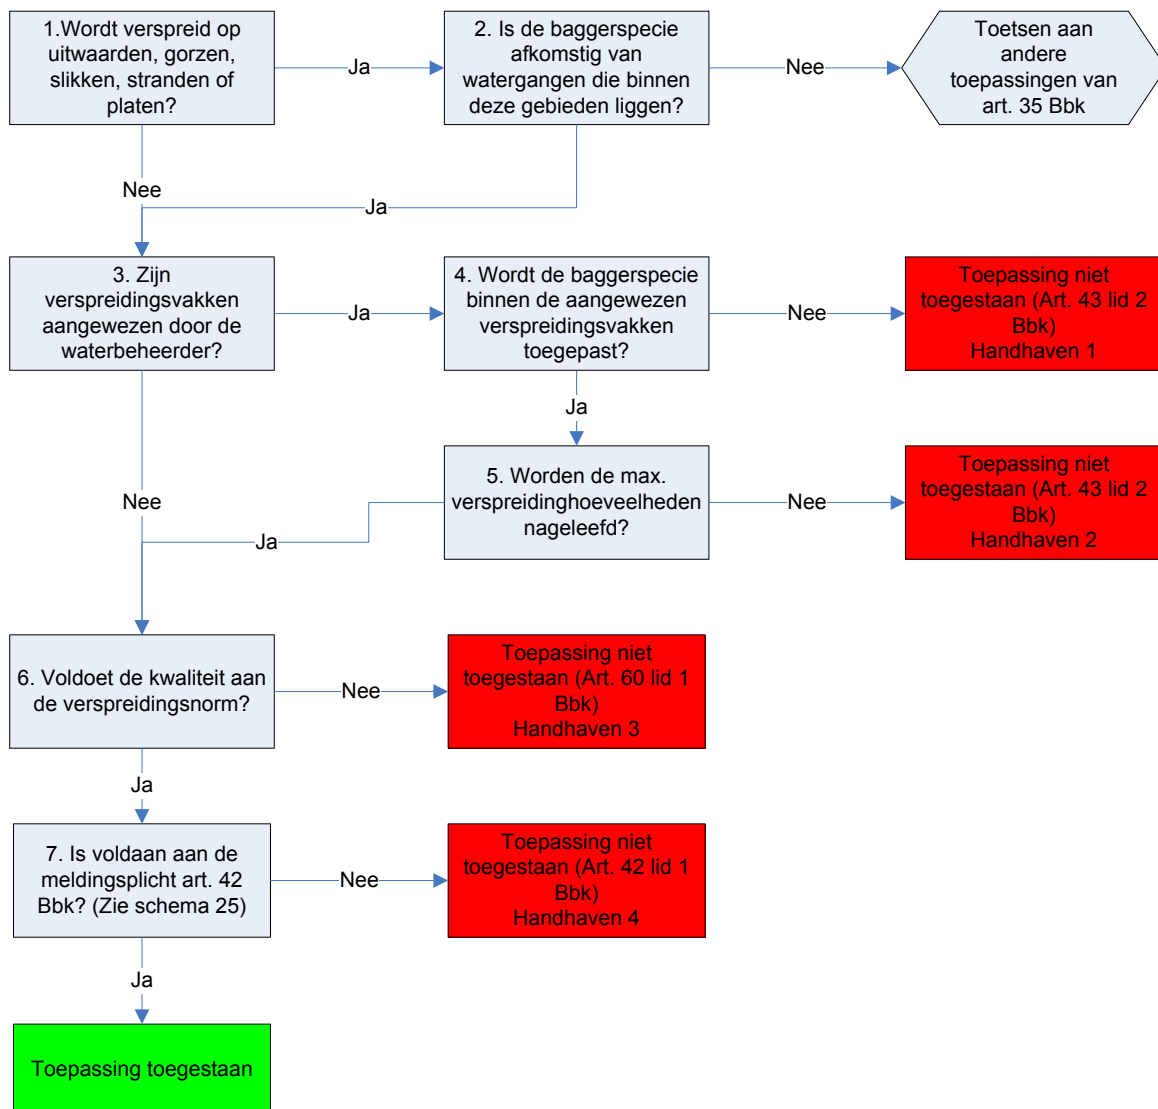 1.Wordt verspreid op
uitwaarden, gorzen,
slikken, stranden of
platen?
Ja
2. Is de baggerspecie
afkomstig van
watergangen die binnen
deze gebieden liggen?
Nee
Toetsen aan
andere
toepassingen van
art. 35 Bbk
Nee
Ja
3. Zijn
verspreidingsvakken
aangewezen door de
waterbeheerder?
Ja
4. Wordt de baggerspecie
binnen de aangewezen
verspreidingsvakken
toegepast?
Nee
Toepassing niet
toegestaan (Art. 43 lid 2
Bbk)
Handhaven 1
Ja
Nee
5. Worden de max.
verspreidinghoeveelheden
nageleefd?
Nee
Toepassing niet
toegestaan (Art. 43 lid 2
Bbk)
Handhaven 2
Ja
6. Voldoet de kwaliteit aan
de verspreidingsnorm?
Nee
Toepassing niet
toegestaan (Art. 60 lid 1
Bbk)
Handhaven 3
Ja
7. Is voldaan aan de
meldingsplicht art. 42
Bbk? (Zie schema 25)
Nee
Toepassing niet
toegestaan (Art. 42 lid 1
Bbk)
Handhaven 4
Ja
Toepassing toegestaan